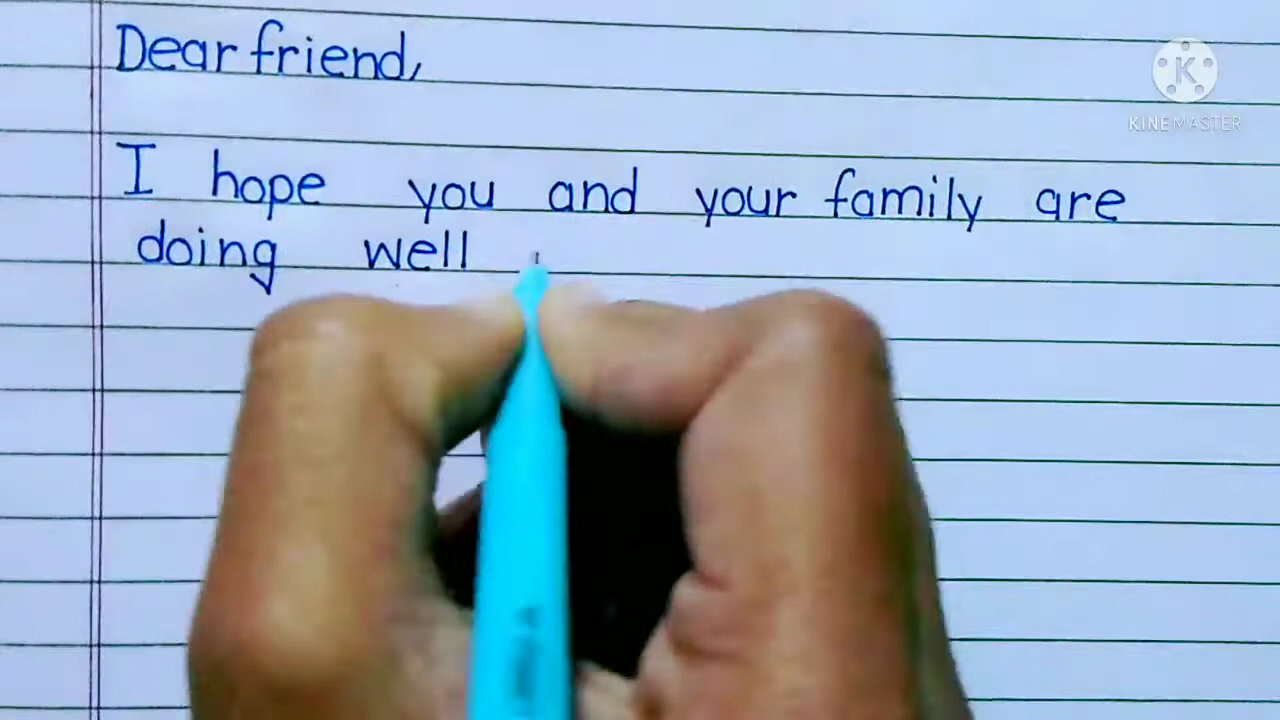 Dear friend,
K
KINEMASTER
I hope you and your family are
doing well